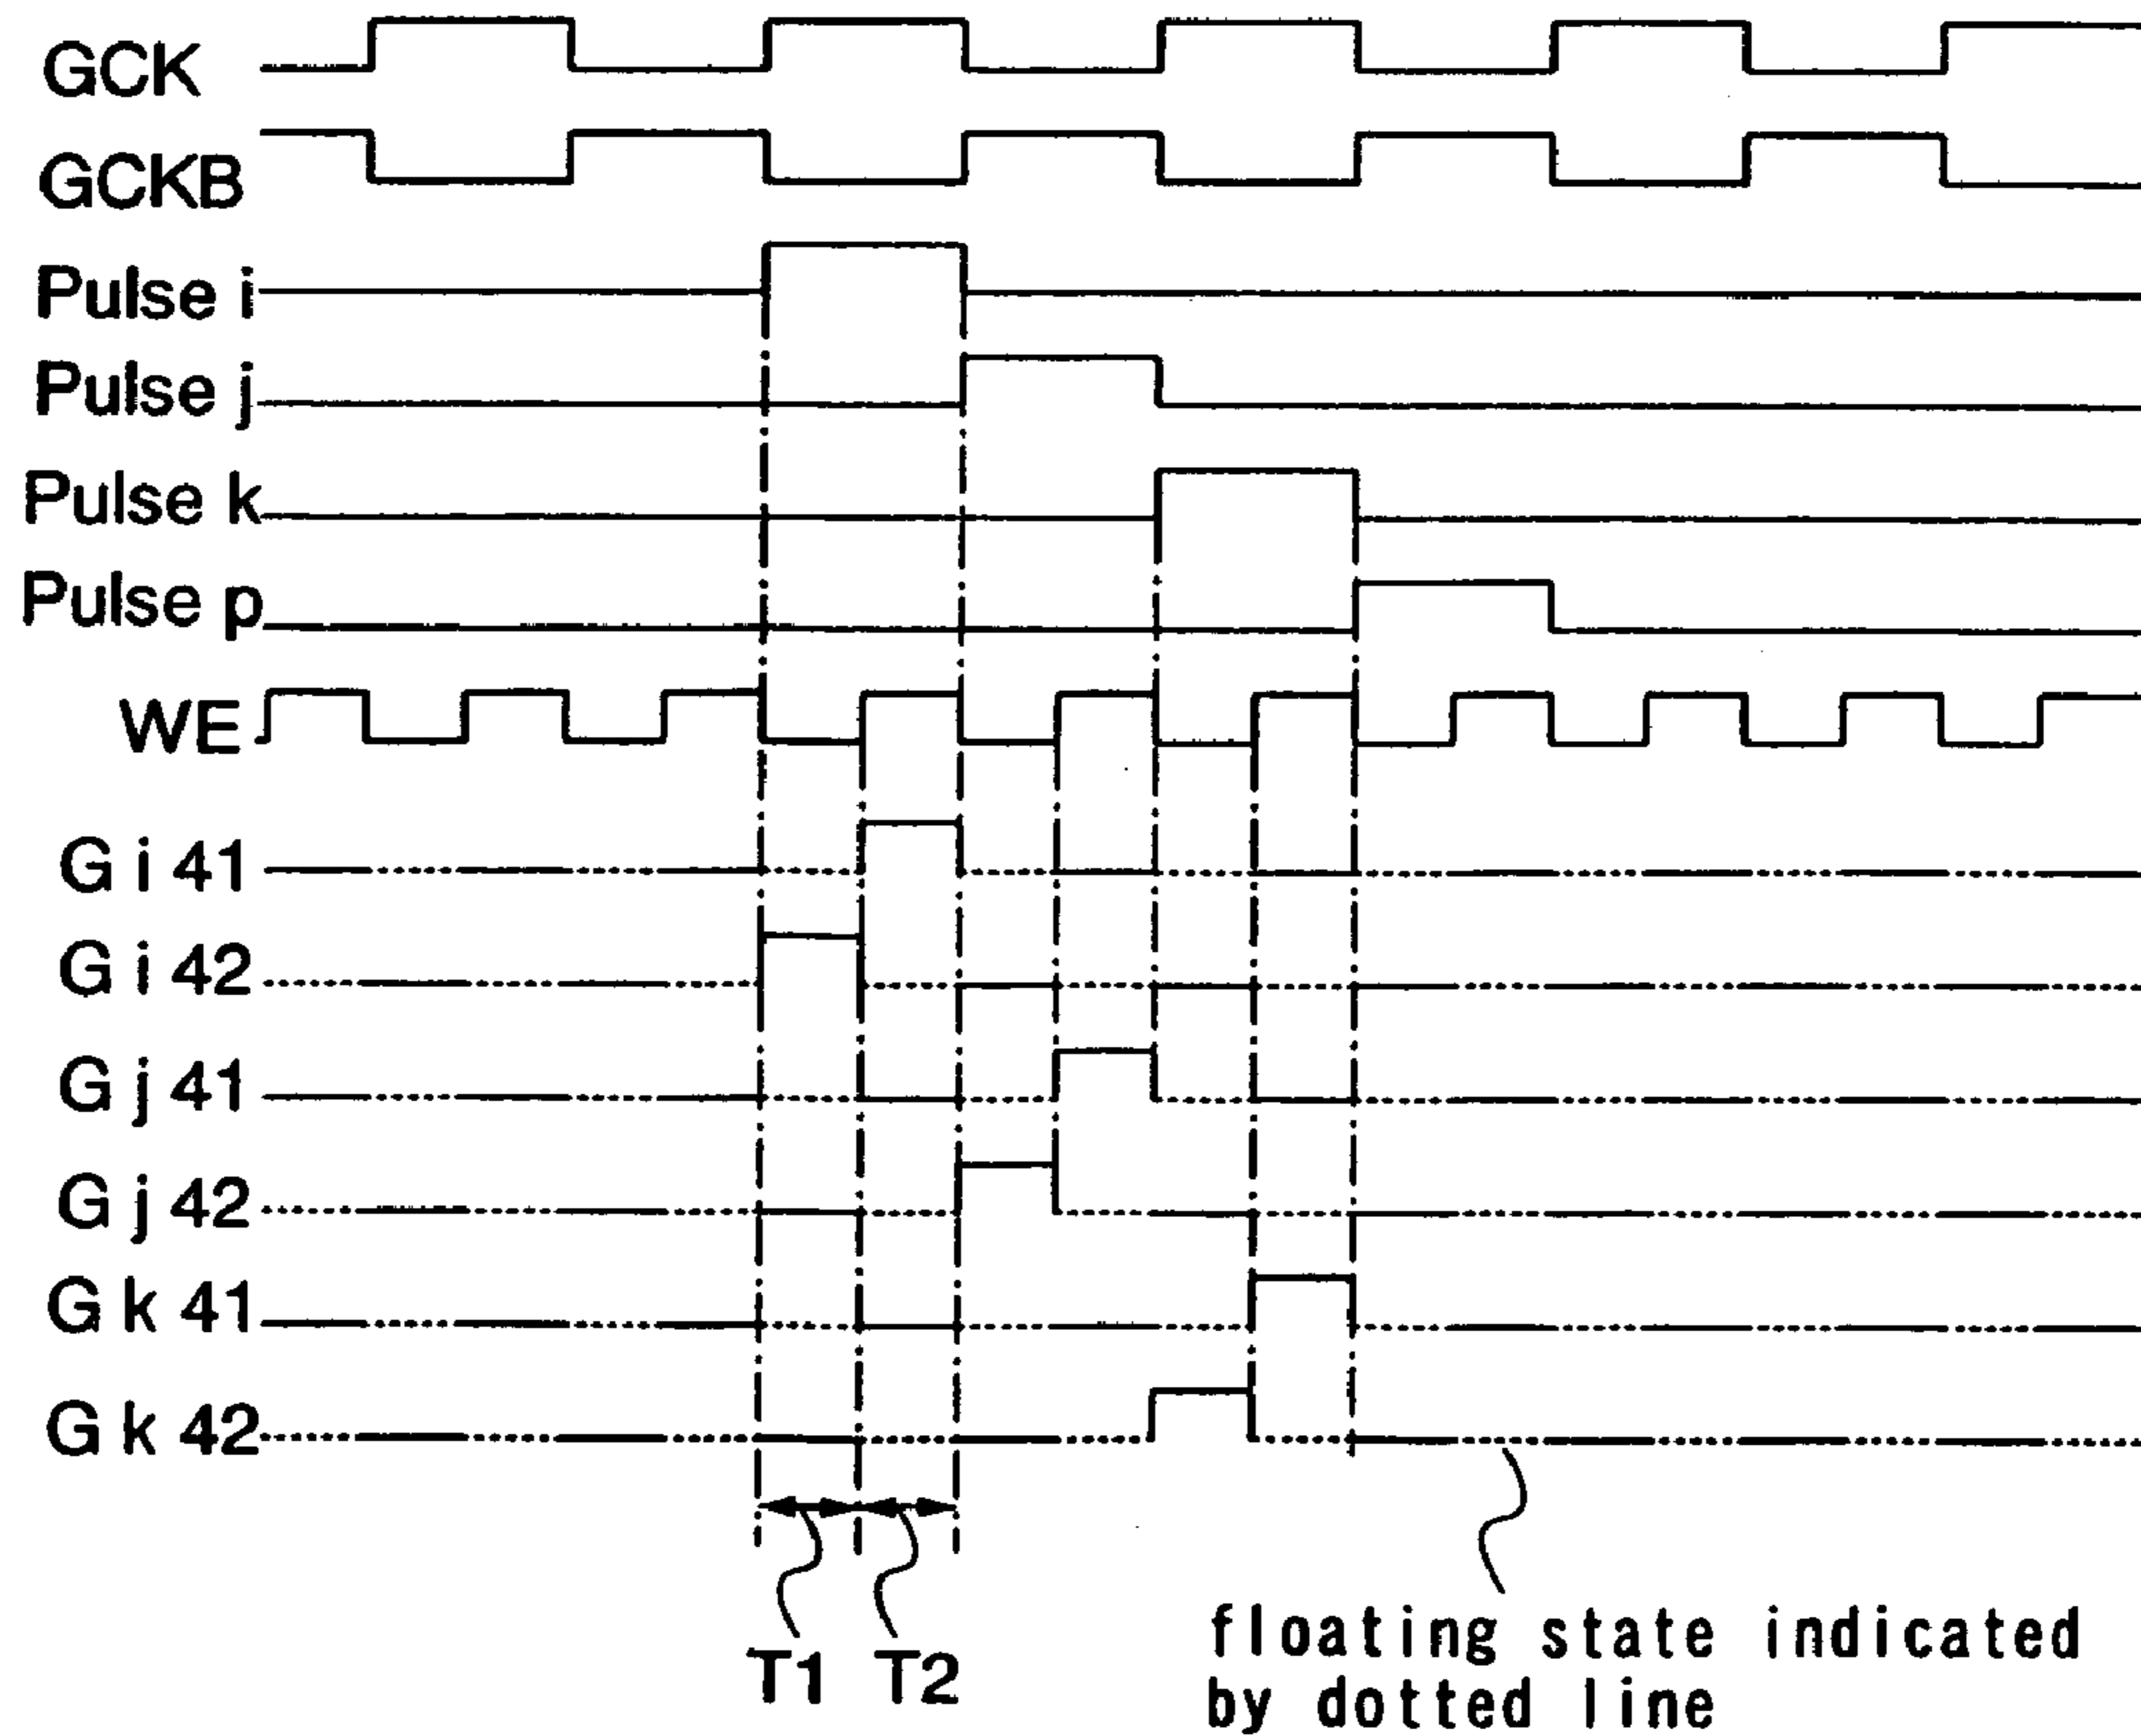 GCK
GCKB
Pulse i
Pulse j
Pulse k
Pulse p
WE
G i 41
G i 42
G j 41
G j 42
G k 41
G k 42
T1 T2
floating state indicated
by dotted line